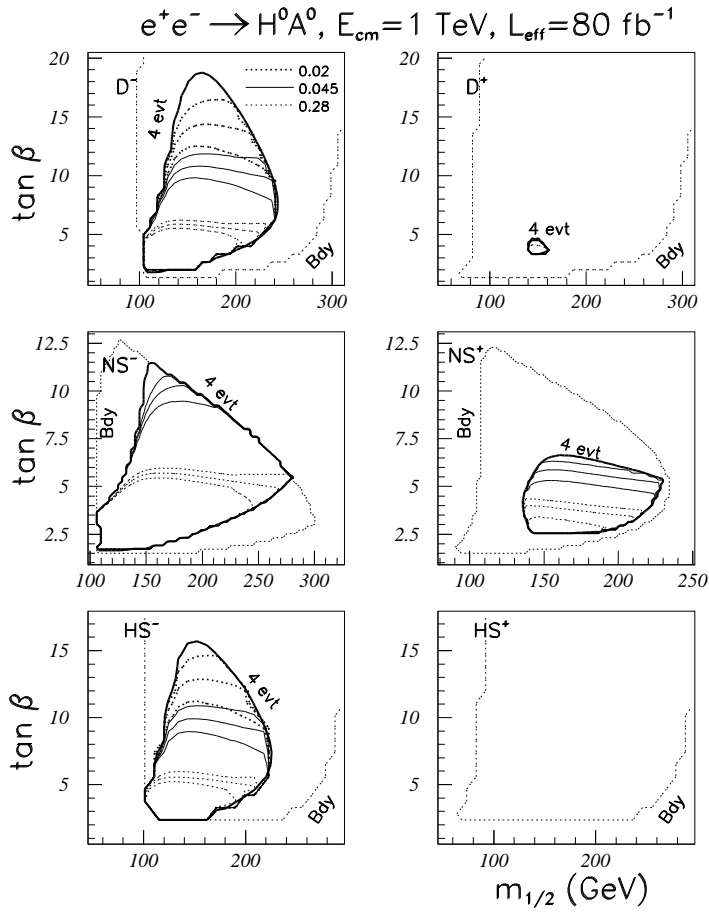 e⁺e⁻ → H⁰A⁰, E_cm = 1 TeV, L_eff = 80 fb⁻¹
20
15
10
5
tan β
D⁻
4 evt
0.02
0.045
0.28
Bdy
100 200 300
20
15
10
5
D⁺
4 evt
Bdy
100 200 300
12.5
10
7.5
5
2.5
tan β
NS⁻
4 evt
Bdy
100 150 200 250 300
12.5
10
7.5
5
2.5
NS⁺
4 evt
Bdy
100 150 200 250
15
10
5
tan β
HS⁻
4 evt
Bdy
100 200 300
15
10
5
HS⁺
Bdy
100 200
m_1/2 (GeV)